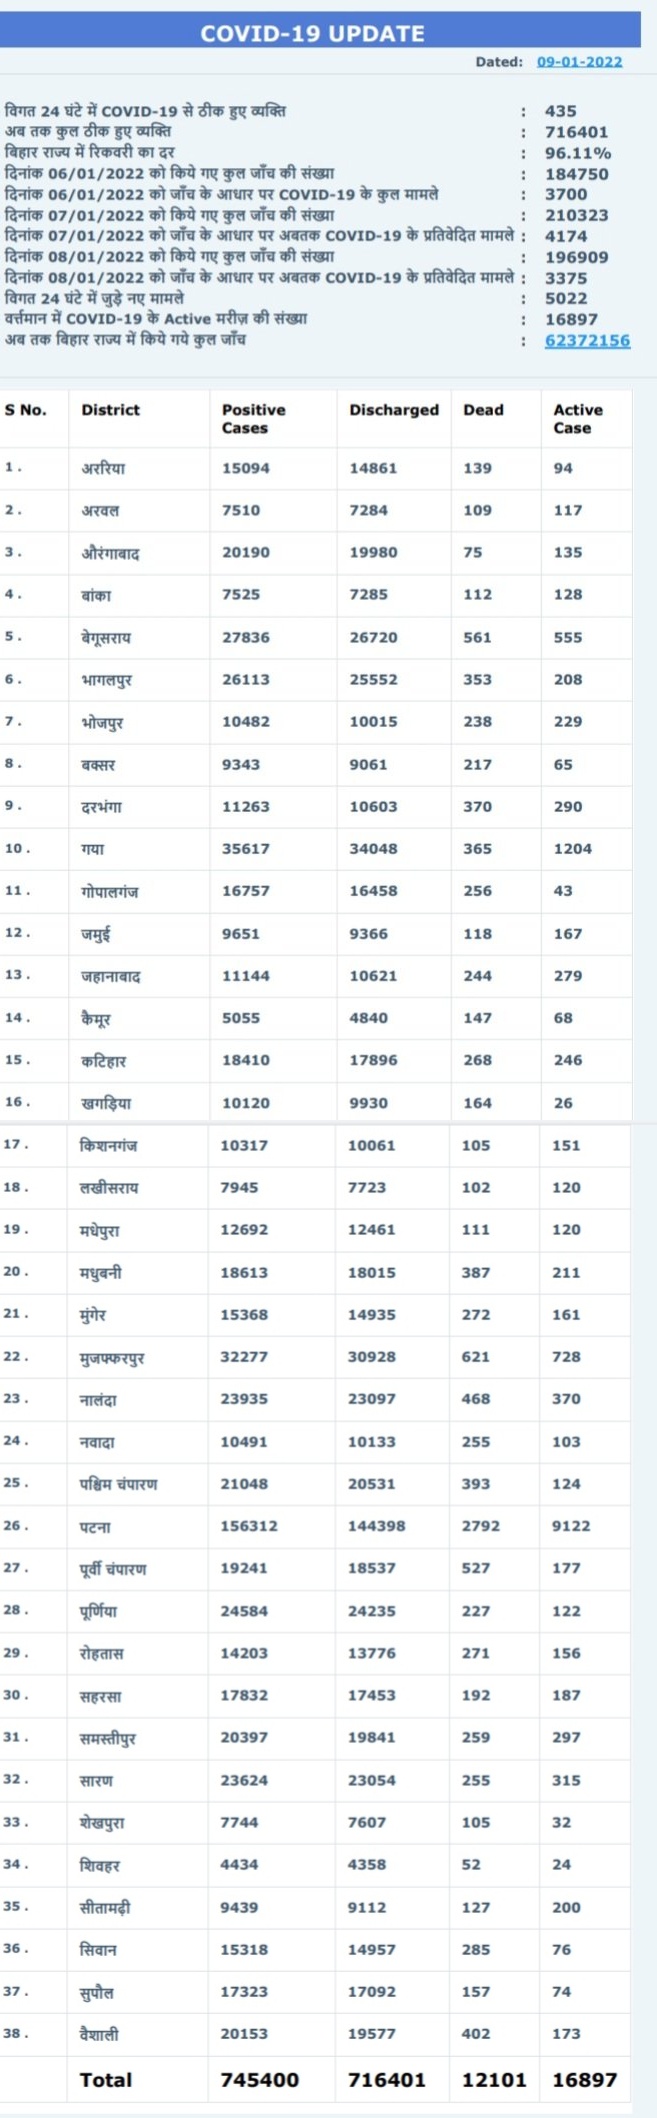 COVID-19 UPDATE
Dated: 09-01-2022
विगत 24 घंटे में COVID-19 से ठीक हुए व्यक्ति : 435
अब तक कुल ठीक हुए व्यक्ति : 716401
बिहार राज्य में रिकवरी का दर : 96.11%
दिनांक 06/01/2022 को किये गए कुल जाँच की संख्या : 184750
दिनांक 06/01/2022 को जाँच के आधार पर COVID-19 के कुल मामले : 3700
दिनांक 07/01/2022 को किये गए कुल जाँच की संख्या : 210323
दिनांक 07/01/2022 को जाँच के आधार पर अबतक COVID-19 के प्रतिवेदित मामले : 4174
दिनांक 08/01/2022 को किये गए कुल जाँच की संख्या : 196909
दिनांक 08/01/2022 को जाँच के आधार पर अबतक COVID-19 के प्रतिवेदित मामले : 3375
विगत 24 घंटे में जुड़े नए मामले : 5022
वर्त्तमान में COVID-19 के Active मरीज़ की संख्या : 16897
अब तक बिहार राज्य में किये गये कुल जाँच : 62372156
S No. District Positive Cases Discharged Dead Active Case
1. अररिया 15094 14861 139 94
2. अरवल 7510 7284 109 117
3. औरंगाबाद 20190 19980 75 135
4. बांका 7525 7285 112 128
5. बेगूसराय 27836 26720 561 555
6. भागलपुर 26113 25552 353 208
7. भोजपुर 10482 10015 238 229
8. बक्सर 9343 9061 217 65
9. दरभंगा 11263 10603 370 290
10. गया 35617 34048 365 1204
11. गोपालगंज 16757 16458 256 43
12. जमुई 9651 9366 118 167
13. जहानाबाद 11144 10621 244 279
14. कैमूर 5055 4840 147 68
15. कटिहार 18410 17896 268 246
16. खगड़िया 10120 9930 164 26
17. किशनगंज 10317 10061 105 151
18. लखीसराय 7945 7723 102 120
19. मधेपुरा 12692 12461 111 120
20. मधुबनी 18613 18015 387 211
21. मुंगेर 15368 14935 272 161
22. मुजफ्फरपुर 32277 30928 621 728
23. नालंदा 23935 23097 468 370
24. नवादा 10491 10133 255 103
25. पश्चिम चंपारण 21048 20531 393 124
26. पटना 156312 144398 2792 9122
27. पूर्वी चंपारण 19241 18537 527 177
28. पूर्णिया 24584 24235 227 122
29. रोहतास 14203 13776 271 156
30. सहरसा 17832 17453 192 187
31. समस्तीपुर 20397 19841 259 297
32. सारण 23624 23054 255 315
33. शेखपुरा 7744 7607 105 32
34. शिवहर 4434 4358 52 24
35. सीतामढ़ी 9439 9112 127 200
36. सिवान 15318 14957 285 76
37. सुपौल 17323 17092 157 74
38. वैशाली 20153 19577 402 173
Total 745400 716401 12101 16897